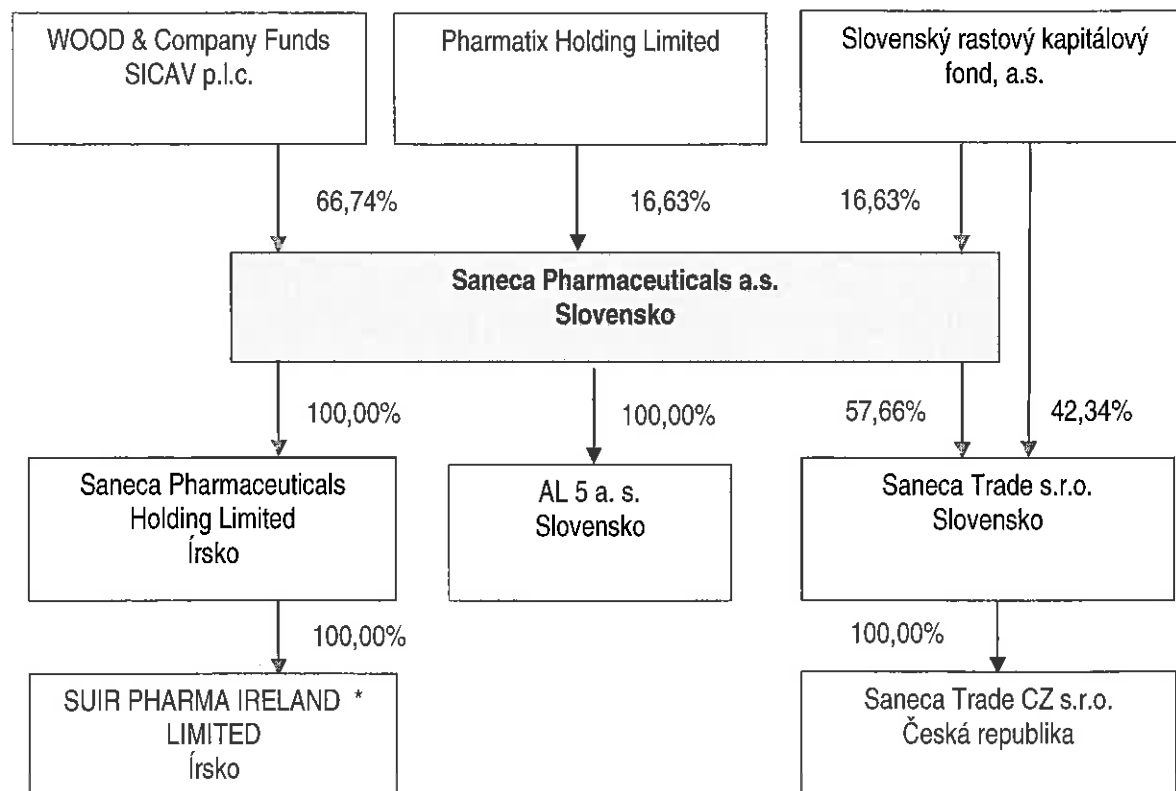 WOOD & Company Funds
SICAV p.l.c.
Pharmatix Holding Limited
Slovenský rastový kapitálový
fond, a.s.
66,74%
16,63%
16,63%
Saneca Pharmaceuticals a.s.
Slovensko
100,00%
100,00%
57,66%
42,34%
Saneca Pharmaceuticals
Holding Limited
Írsko
AL 5 a. s.
Slovensko
Saneca Trade s.r.o.
Slovensko
100,00%
100,00%
SUIR PHARMA IRELAND *
LIMITED
Írsko
Saneca Trade CZ s.r.o.
Česká republika